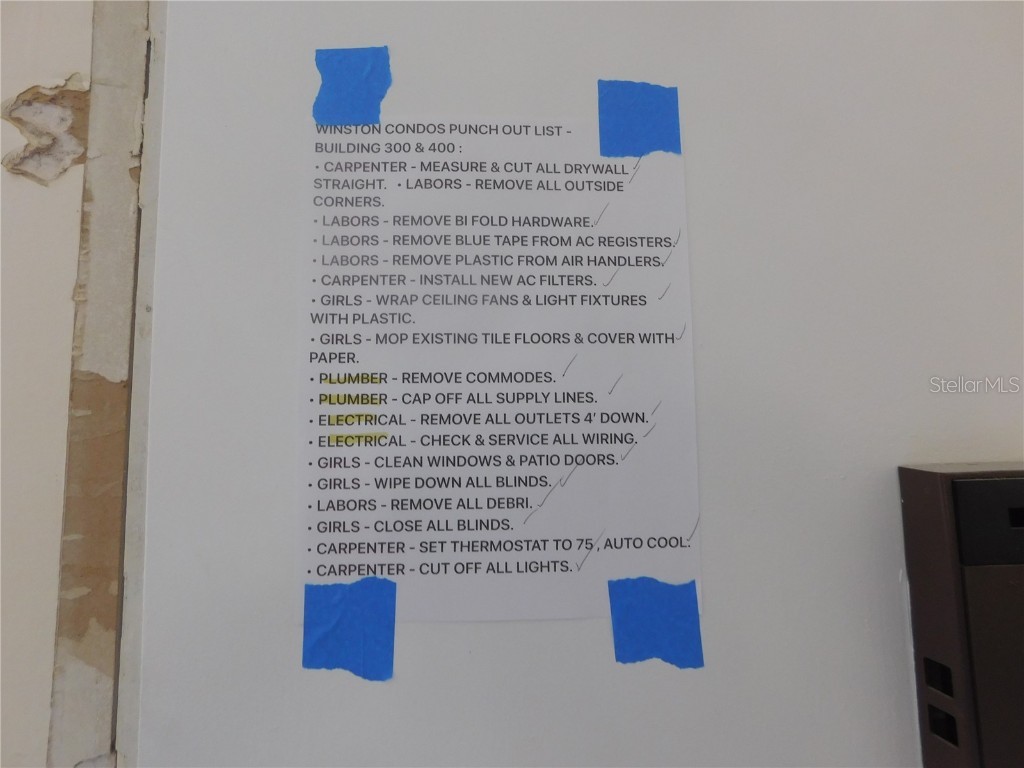 WINSTON CONDOS PUNCH OUT LIST -
BUILDING 300 & 400 :
• CARPENTER - MEASURE & CUT ALL DRYWALL
STRAIGHT. • LABORS - REMOVE ALL OUTSIDE
CORNERS.
• LABORS - REMOVE BI FOLD HARDWARE.
• LABORS - REMOVE BLUE TAPE FROM AC REGISTERS.
• LABORS - REMOVE PLASTIC FROM AIR HANDLERS.
• CARPENTER - INSTALL NEW AC FILTERS.
• GIRLS - WRAP CEILING FANS & LIGHT FIXTURES
WITH PLASTIC.
• GIRLS - MOP EXISTING TILE FLOORS & COVER WITH
PAPER.
• PLUMBER - REMOVE COMMODES.
• PLUMBER - CAP OFF ALL SUPPLY LINES.
• ELECTRICAL - REMOVE ALL OUTLETS 4' DOWN.
• ELECTRICAL - CHECK & SERVICE ALL WIRING.
• GIRLS - CLEAN WINDOWS & PATIO DOORS.
• GIRLS - WIPE DOWN ALL BLINDS.
• LABORS - REMOVE ALL DEBRI.
• GIRLS - CLOSE ALL BLINDS.
• CARPENTER - SET THERMOSTAT TO 75 , AUTO COOL.
• CARPENTER - CUT OFF ALL LIGHTS.
StellarMLS